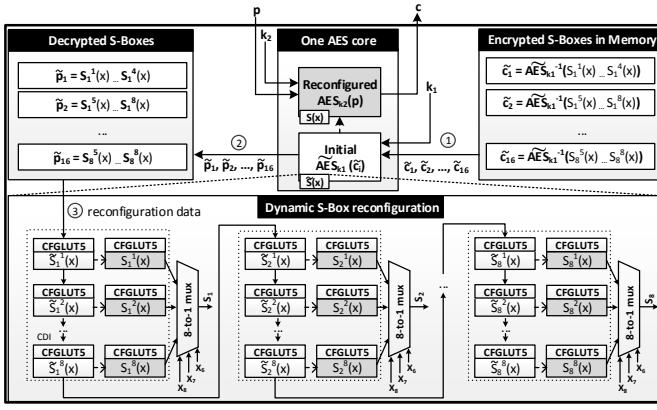 p
c
Decrypted S-Boxes
One AES core
Encrypted S-Boxes in Memory
k₂
k₁
p̃₁ = S₁¹(x) ... S₁⁴(x)
p̃₂ = S₁⁵(x) ... S₁⁸(x)
...
p̃₁₆ = S₈⁵(x) ... S₈⁸(x)
Reconfigured
AESₖ₂(p)
S(x)
Initial
A͠ESₖ₁ (c̃ᵢ)
S̃(x)
c̃₁ = A͠ESₖ₁⁻¹(S₁¹(x) ... S₁⁴(x))
c̃₂ = A͠ESₖ₁⁻¹(S₁⁵(x) ... S₁⁸(x))
...
c̃₁₆ = A͠ESₖ₁⁻¹(S₈⁵(x) ... S₈⁸(x))
2
p̃₁, p̃₂, ..., p̃₁₆
1
c̃₁, c̃₂, ..., c̃₁₆
3 reconfiguration data
Dynamic S-Box reconfiguration
CFGLUT5 CFGLUT5
S̃₁¹(x) S₁¹(x)
CFGLUT5 CFGLUT5
S̃₁²(x) S₁²(x)
...
CDI
CFGLUT5 CFGLUT5
S̃₁⁸(x) S₁⁸(x)
8-to-1 mux
S₁
x₈ x₇ x₆
CFGLUT5 CFGLUT5
S̃₂¹(x) S₂¹(x)
CFGLUT5 CFGLUT5
S̃₂²(x) S₂²(x)
...
CFGLUT5 CFGLUT5
S̃₂⁸(x) S₂⁸(x)
8-to-1 mux
S₂
x₈ x₇ x₆
...
CFGLUT5 CFGLUT5
S̃₈¹(x) S₈¹(x)
CFGLUT5 CFGLUT5
S̃₈²(x) S₈²(x)
...
CFGLUT5 CFGLUT5
S̃₈⁸(x) S₈⁸(x)
8-to-1 mux
S₈
x₈ x₇ x₆